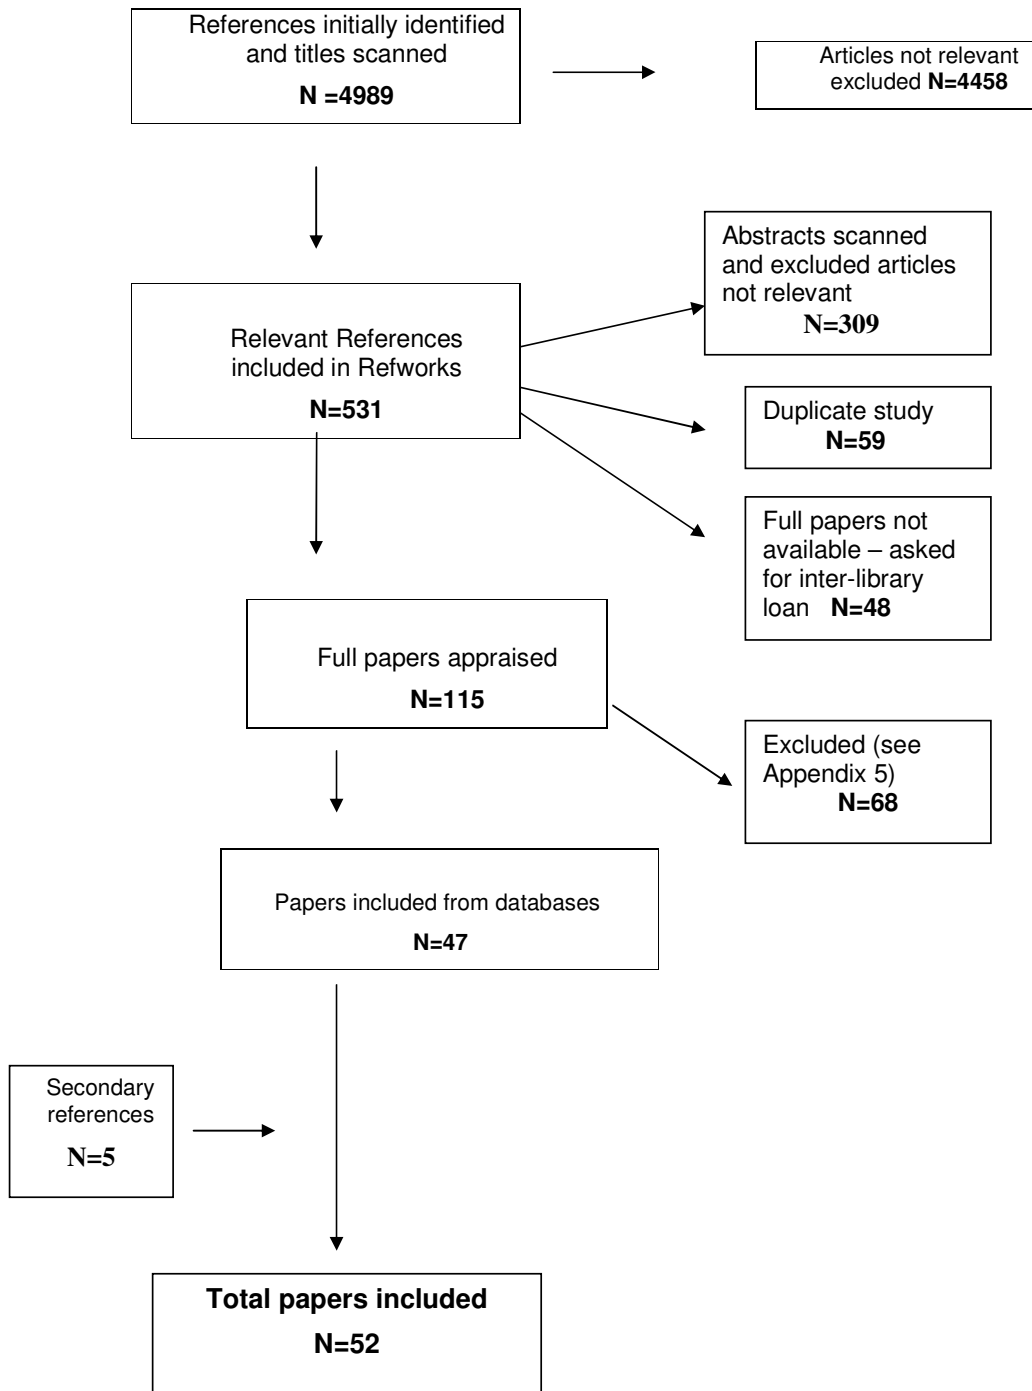 References initially identified
and titles scanned
N =4989
Articles not relevant
excluded N=4458
Abstracts scanned
and excluded articles
not relevant
N=309
Relevant References
included in Refworks
N=531
Duplicate study
N=59
Full papers not
available – asked
for inter-library
loan N=48
Full papers appraised
N=115
Excluded (see
Appendix 5)
N=68
Papers included from databases
N=47
Secondary
references
N=5
Total papers included
N=52